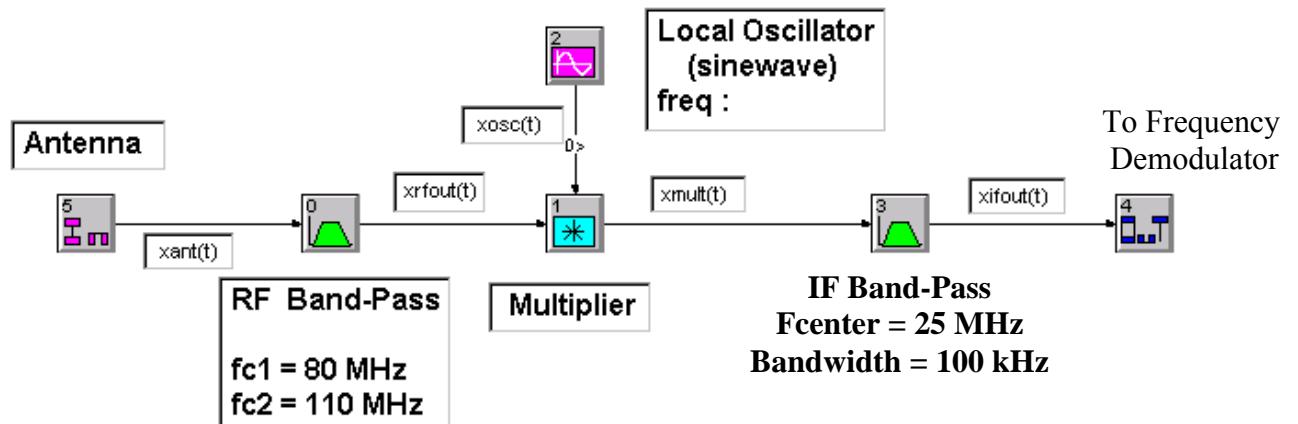 2
Local Oscillator
(sinewave)
freq :
xosc(t)
0>
To Frequency
Demodulator
Antenna
5
xant(t)
0
xrfout(t)
1
xmult(t)
3
xifout(t)
4
RF Band-Pass
fc1 = 80 MHz
fc2 = 110 MHz
Multiplier
IF Band-Pass
Fcenter = 25 MHz
Bandwidth = 100 kHz